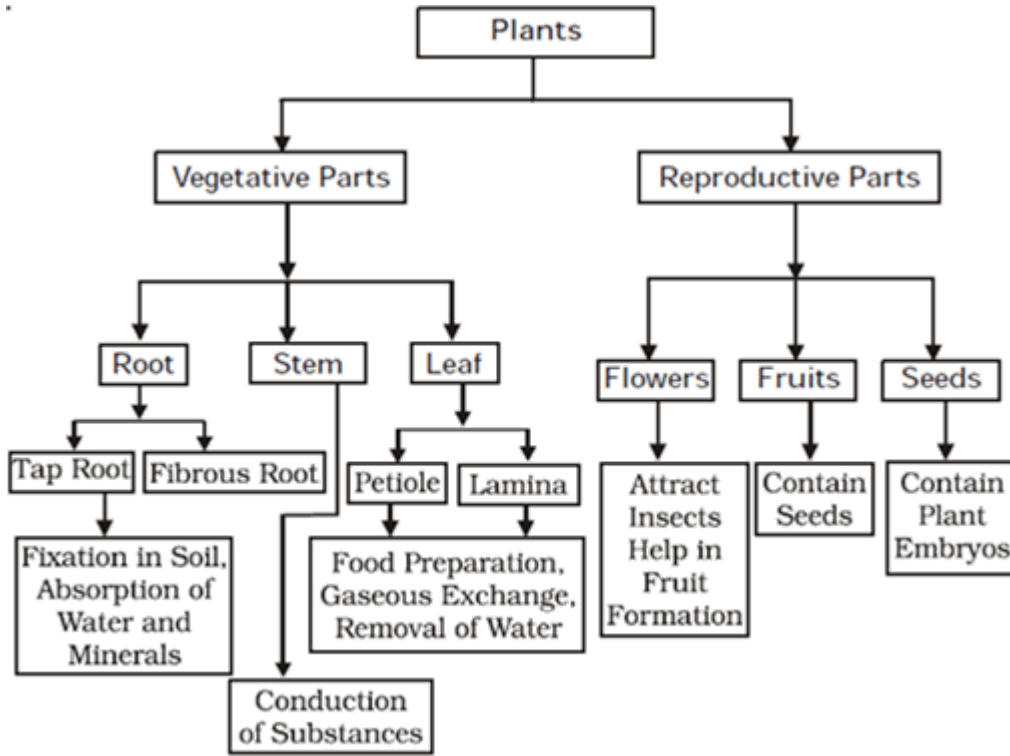 Plants
Vegetative Parts
Reproductive Parts
Root
Stem
Leaf
Flowers
Fruits
Seeds
Tap Root
Fibrous Root
Petiole
Lamina
Attract
Insects
Help in
Fruit
Formation
Contain
Seeds
Contain
Plant
Embryos
Fixation in Soil,
Absorption of
Water and
Minerals
Food Preparation,
Gaseous Exchange,
Removal of Water
Conduction
of Substances